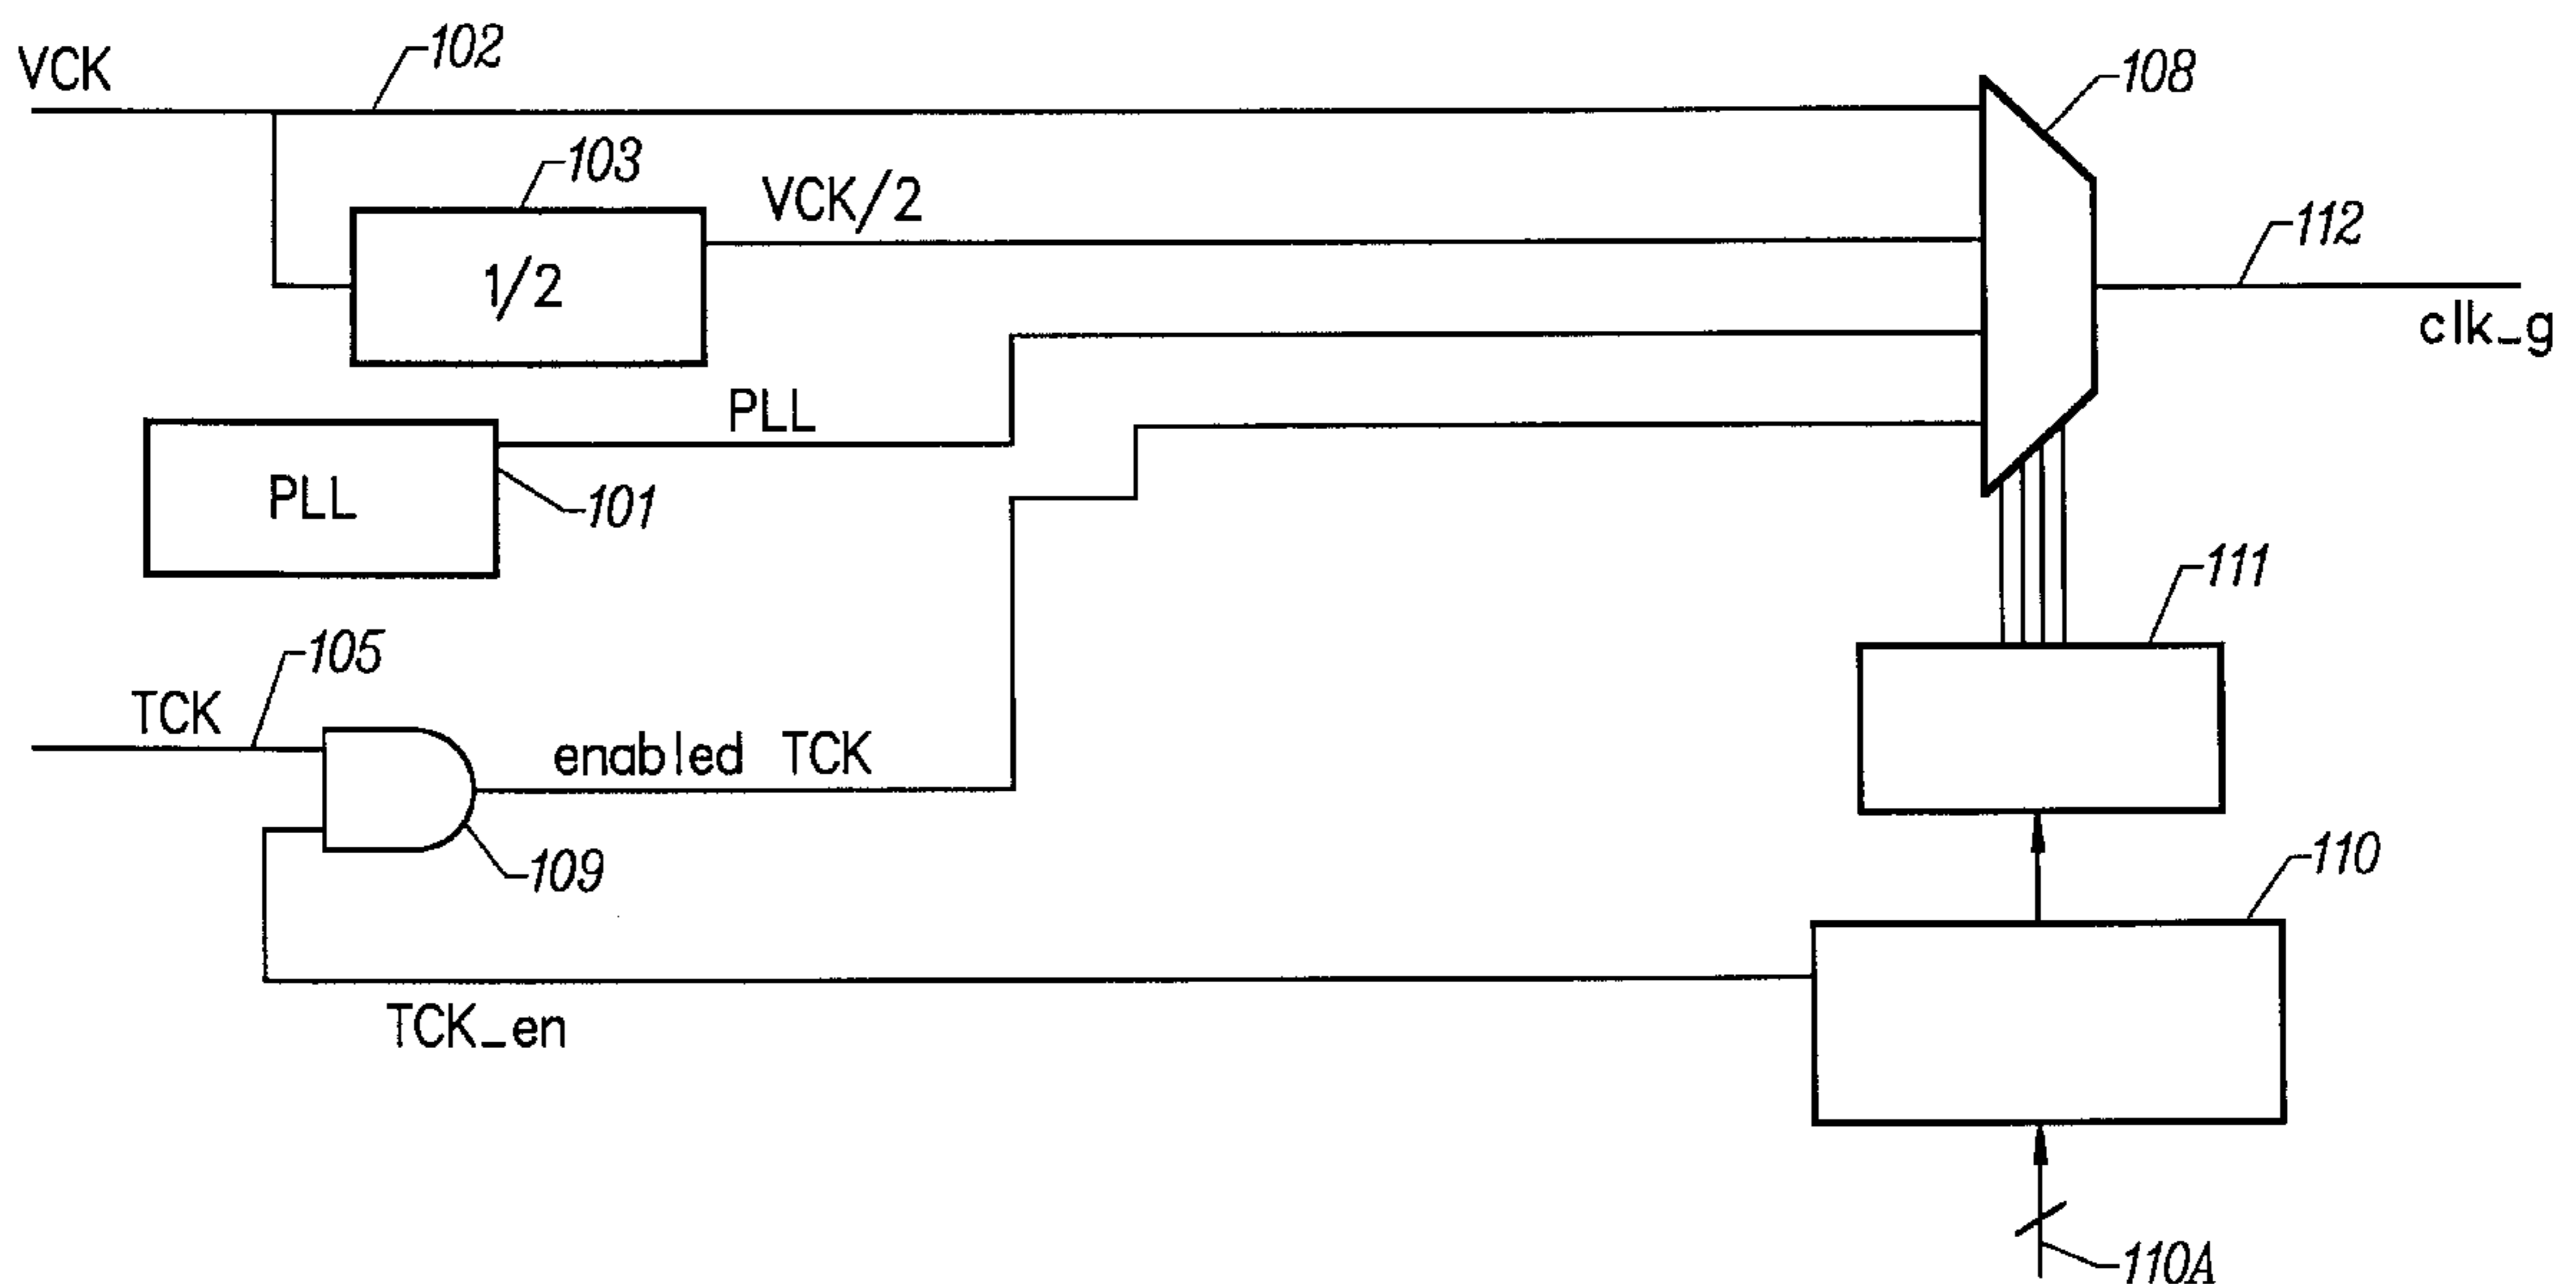 VCK
102
108
103
VCK/2
112
1/2
clk_g
PLL
PLL
101
111
105
TCK
enabled TCK
109
110
TCK_en
110A